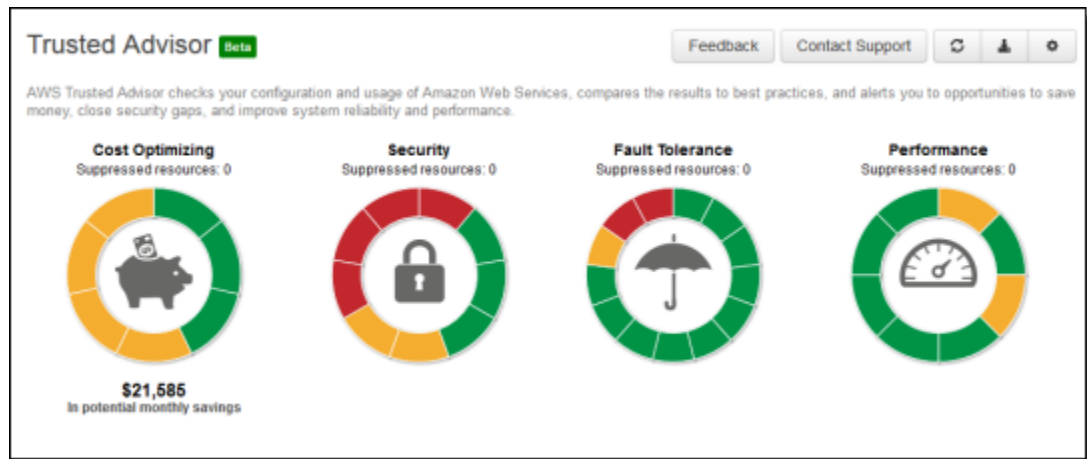 Trusted Advisor Beta
Feedback
Contact Support
AWS Trusted Advisor checks your configuration and usage of Amazon Web Services, compares the results to best practices, and alerts you to opportunities to save
money, close security gaps, and improve system reliability and performance.
Cost Optimizing
Suppressed resources: 0
Security
Suppressed resources: 0
Fault Tolerance
Suppressed resources: 0
Performance
Suppressed resources: 0
$21,585
In potential monthly savings